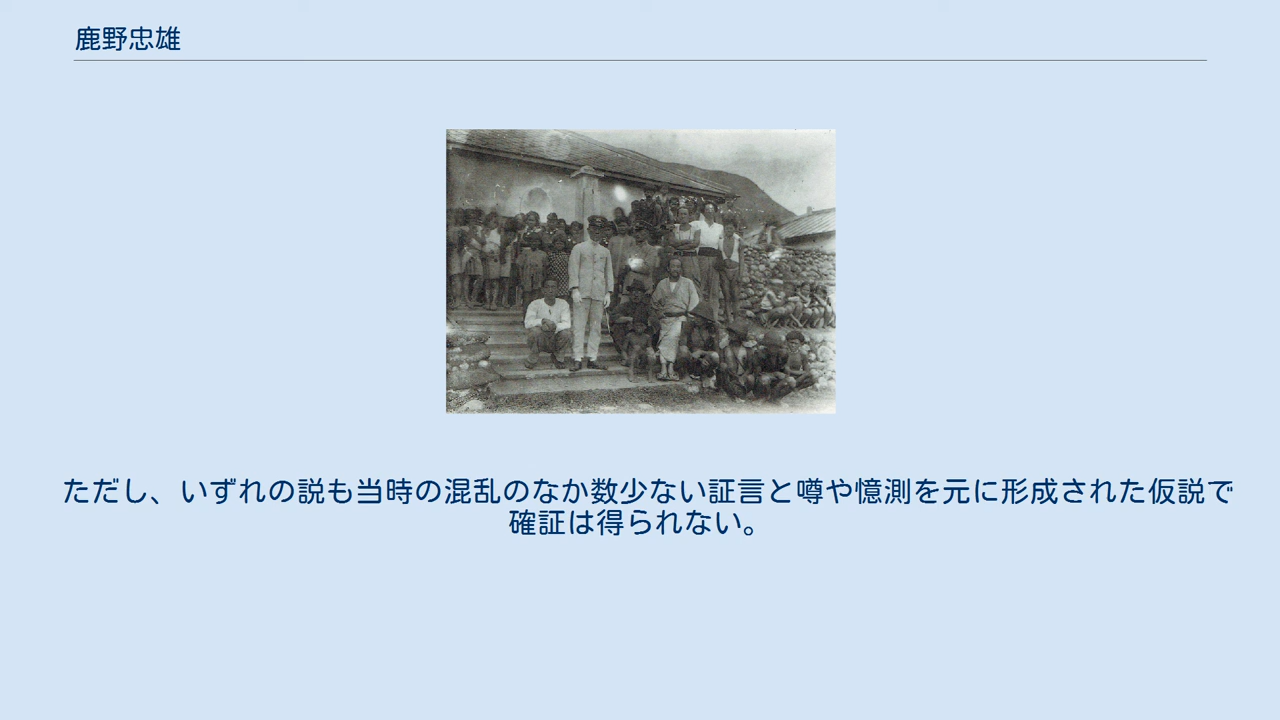 鹿野忠雄
ただし、いずれの説も当時の混乱のなか数少ない証言と噂や憶測を元に形成された仮説で
確証は得られない。